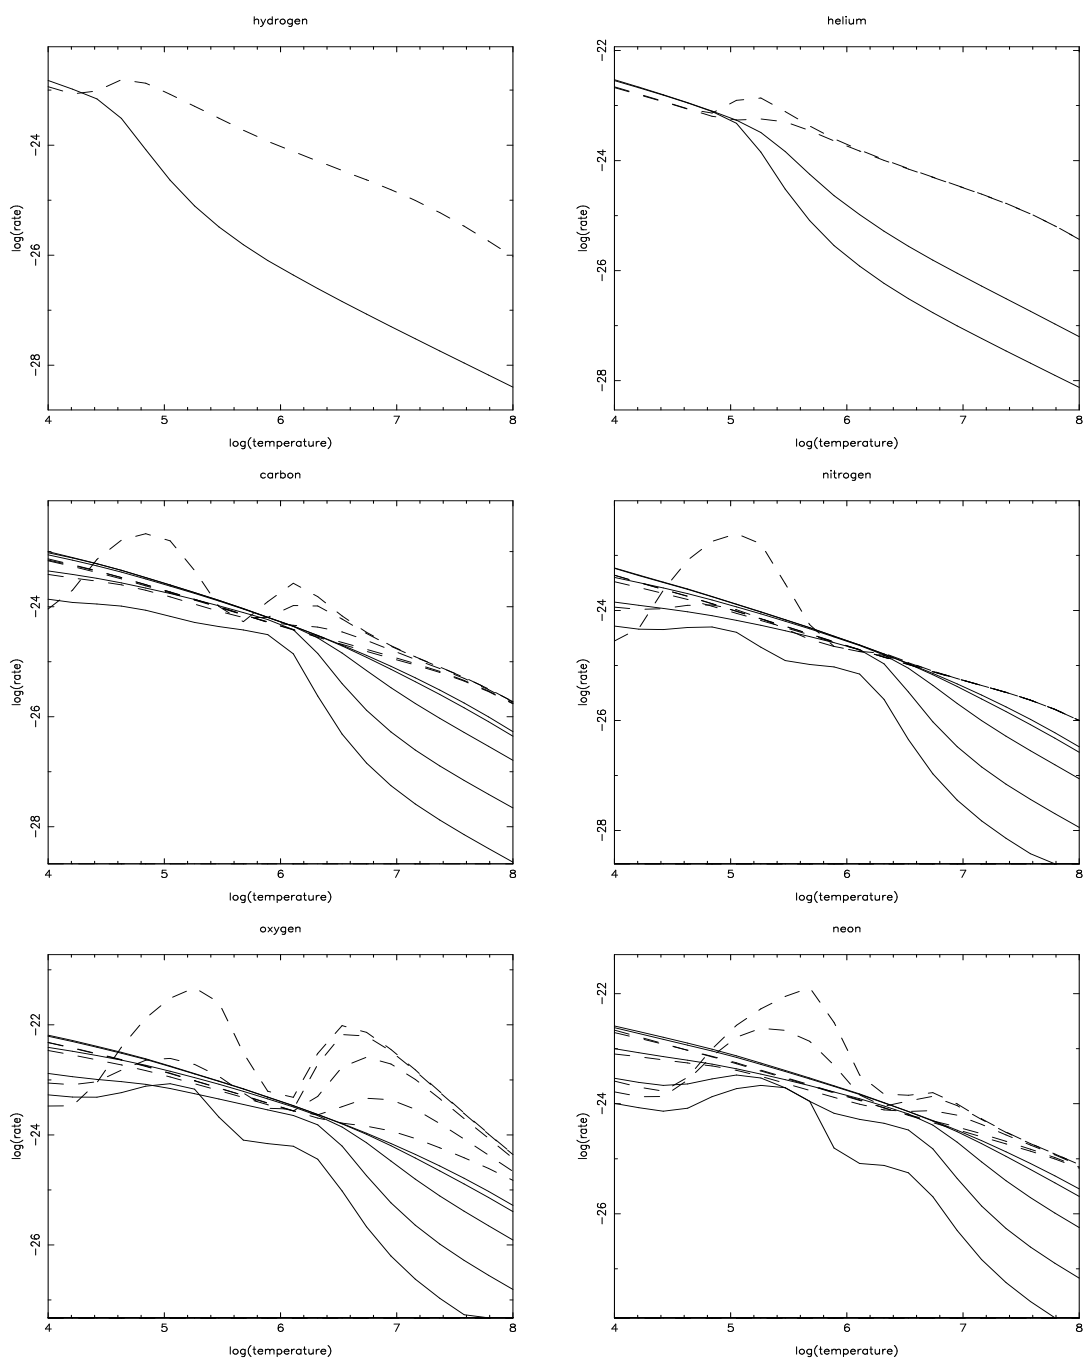 hydrogen
log(rate)
-24
-26
-28
4 5 6 7 8
log(temperature)
helium
log(rate)
-22
-24
-26
-28
4 5 6 7 8
log(temperature)
carbon
log(rate)
-24
-26
-28
4 5 6 7 8
log(temperature)
nitrogen
log(rate)
-24
-26
-28
4 5 6 7 8
log(temperature)
oxygen
log(rate)
-22
-24
-26
4 5 6 7 8
log(temperature)
neon
log(rate)
-22
-24
-26
4 5 6 7 8
log(temperature)